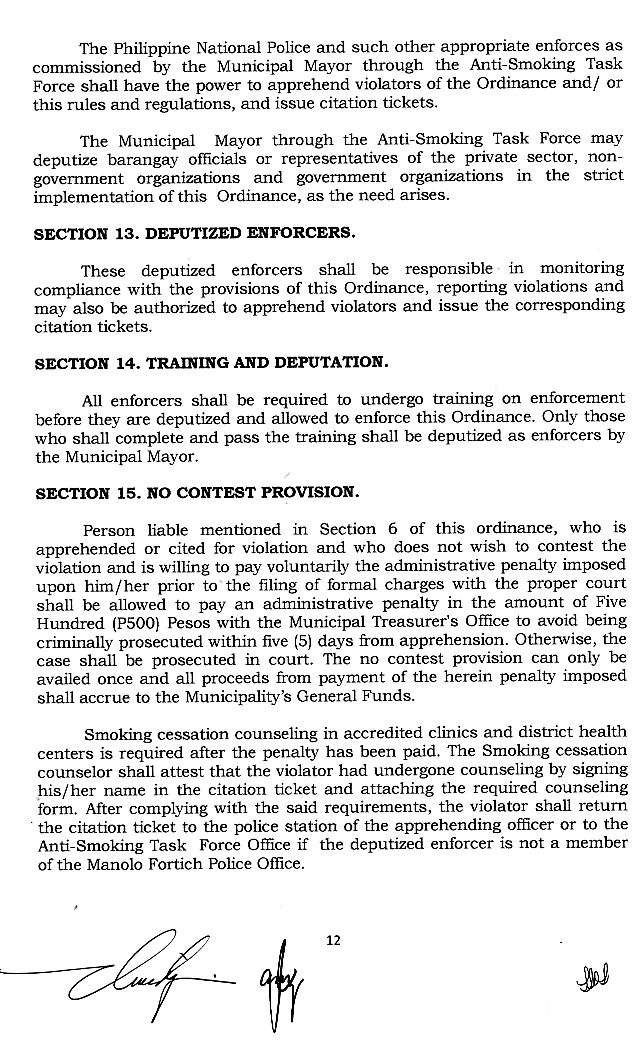 The Philippine National Police and such other appropriate enforces as
commissioned by the Municipal Mayor through the Anti-Smoking Task
Force shall have the power to apprehend violators of the Ordinance and/ or
this rules and regulations, and issue citation tickets.
The Municipal Mayor through the Anti-Smoking Task Force may
deputize barangay officials or representatives of the private sector, non-
government organizations and government organizations in the strict
implementation of this Ordinance, as the need arises.
SECTION 13. DEPUTIZED ENFORCERS.
These deputized enforcers shall be responsible in monitoring
compliance with the provisions of this Ordinance, reporting violations and
may also be authorized to apprehend violators and issue the corresponding
citation tickets.
SECTION 14. TRAINING AND DEPUTATION.
All enforcers shall be required to undergo training on enforcement
before they are deputized and allowed to enforce this Ordinance. Only those
who shall complete and pass the training shall be deputized as enforcers by
the Municipal Mayor.
SECTION 15. NO CONTEST PROVISION.
Person liable mentioned in Section 6 of this ordinance, who is
apprehended or cited for violation and who does not wish to contest the
violation and is willing to pay voluntarily the administrative penalty imposed
upon him/her prior to the filing of formal charges with the proper court
shall be allowed to pay an administrative penalty in the amount of Five
Hundred (P500) Pesos with the Municipal Treasurer's Office to avoid being
criminally prosecuted within five (5) days from apprehension. Otherwise, the
case shall be prosecuted in court. The no contest provision can only be
availed once and all proceeds from payment of the herein penalty imposed
shall accrue to the Municipality's General Funds.
Smoking cessation counseling in accredited clinics and district health
centers is required after the penalty has been paid. The Smoking cessation
counselor shall attest that the violator had undergone counseling by signing
his/her name in the citation ticket and attaching the required counseling
form. After complying with the said requirements, the violator shall return
the citation ticket to the police station of the apprehending officer or to the
Anti-Smoking Task Force Office if the deputized enforcer is not a member
of the Manolo Fortich Police Office.
12